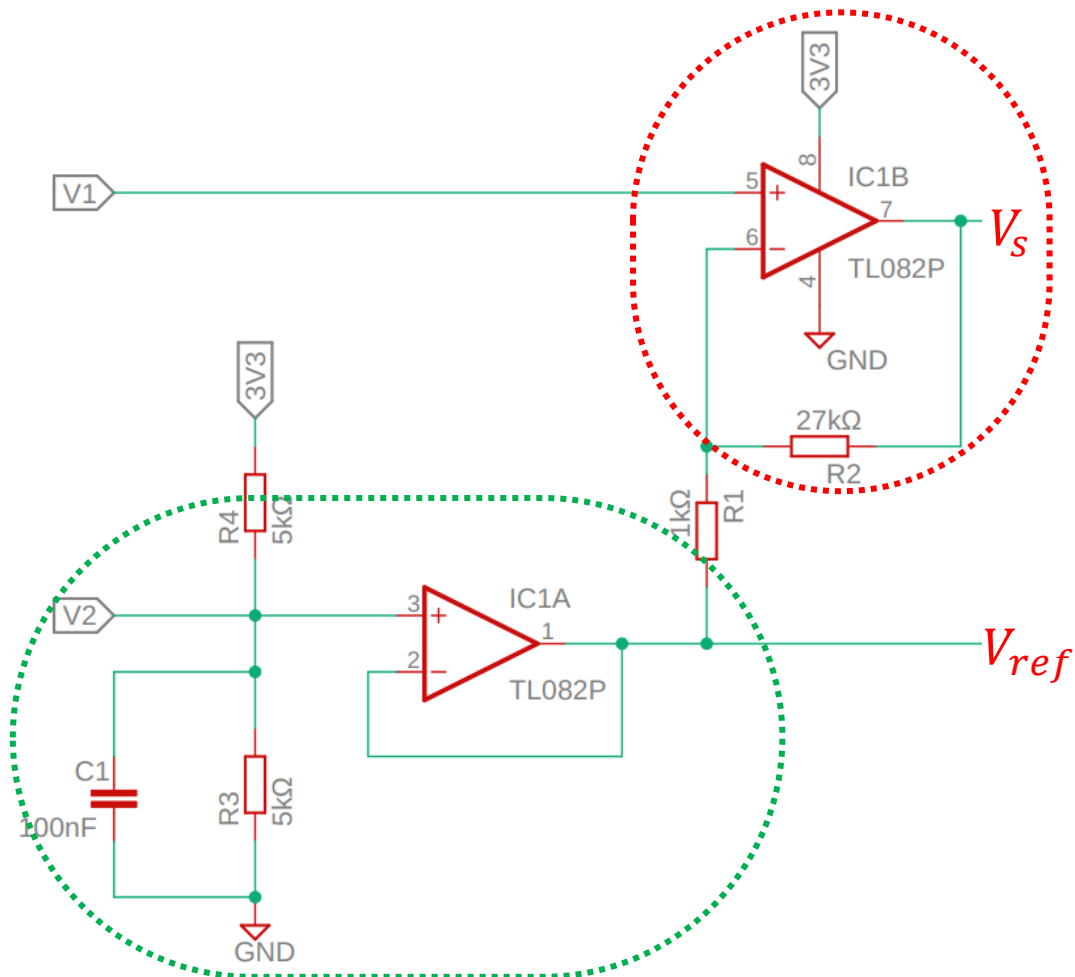 3V3
8
IC1B
V1
5
+
7
Vs
6
−
TL082P
4
GND
3V3
27kΩ
R2
R4
5kΩ
1kΩ
R1
V2
3
+
IC1A
1
Vref
2
−
TL082P
C1
100nF
R3
5kΩ
GND